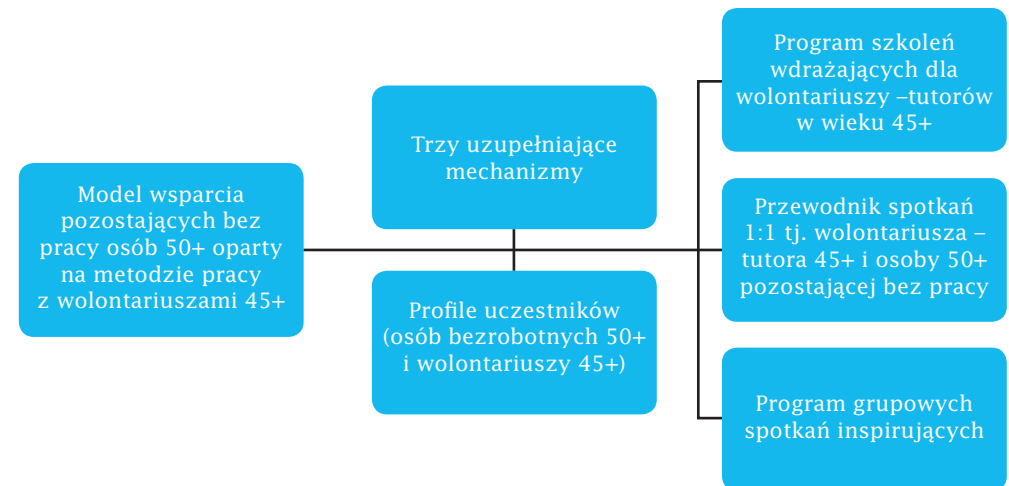 Model wsparcia
pozostających bez
pracy osób 50+ oparty
na metodzie pracy
z wolontariuszami 45+
Trzy uzupełniające
mechanizmy
Profile uczestników
(osób bezrobotnych 50+
i wolontariuszy 45+)
Program szkoleń
wdrażających dla
wolontariuszy –tutorów
w wieku 45+
Przewodnik spotkań
1:1 tj. wolontariusza –
tutora 45+ i osoby 50+
pozostającej bez pracy
Program grupowych
spotkań inspirujących